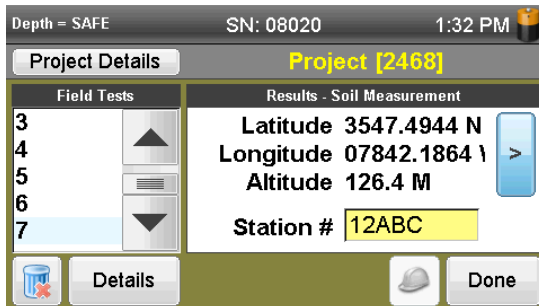 Depth = SAFE SN: 08020 1:32 PM
Project Details Project [2468]
Field Tests
3
4
5
6
7
Results - Soil Measurement
Latitude 3547.4944 N
Longitude 07842.1864
Altitude 126.4 M
Station # 12ABC
>
Details Done